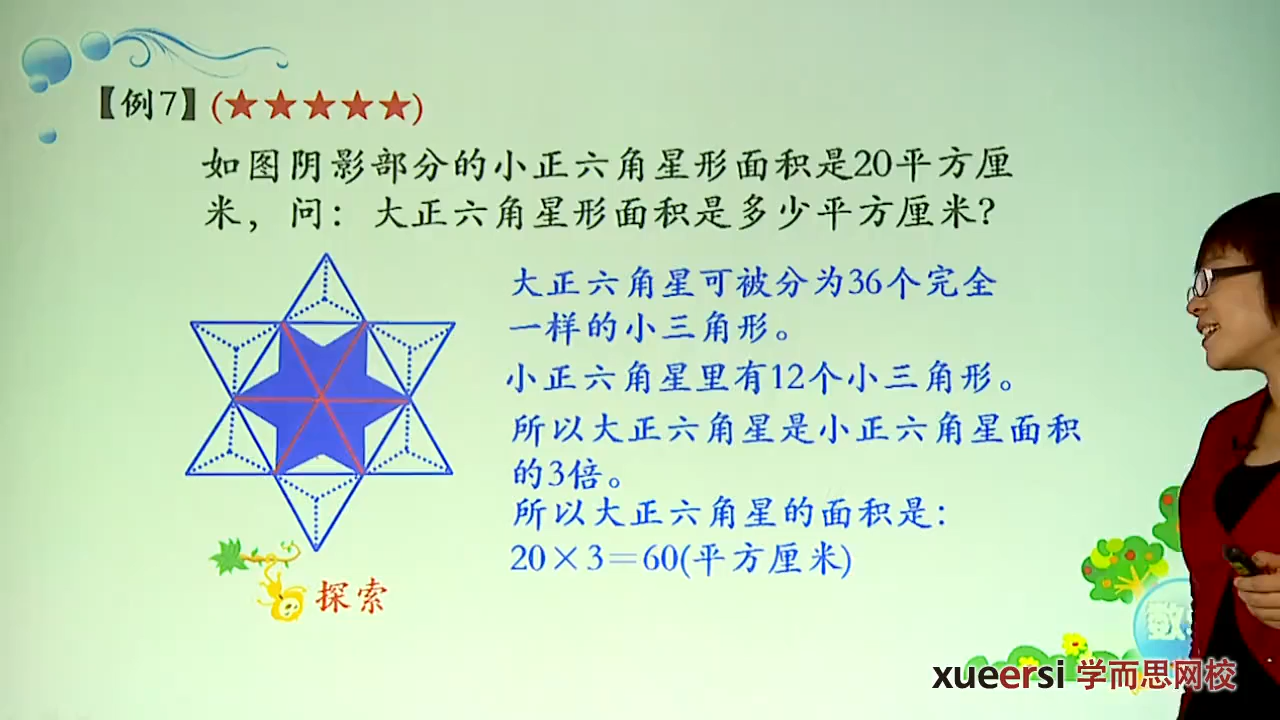 【例7】(★★★★★)
如图阴影部分的小正六角星形面积是20平方厘
米，问：大正六角星形面积是多少平方厘米?
大正六角星可被分为36个完全
一样的小三角形。
小正六角星里有12个小三角形。
所以大正六角星是小正六角星面积
的3倍。
所以大正六角星的面积是：
20×3=60(平方厘米)
探索
数
xueersi 学而思网校